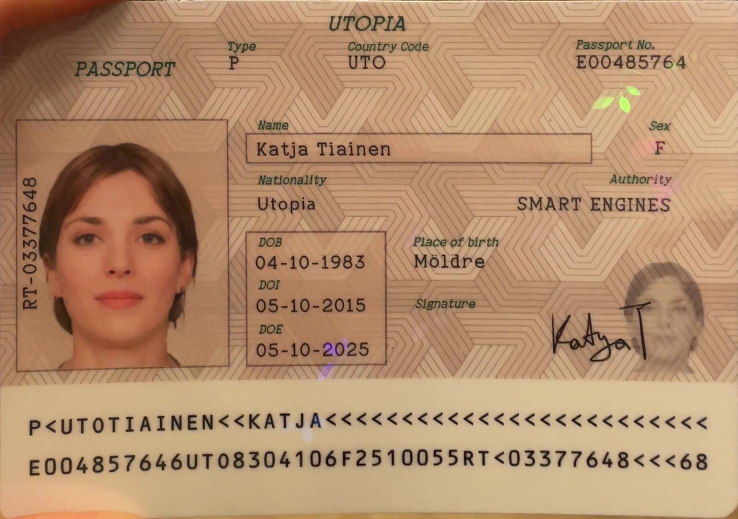 UTOPIA
PASSPORT
Type
P
Country Code
UTO
Passport No.
E00485764
Name
Katja Tiainen
Sex
F
Nationality
Utopia
Authority
SMART ENGINES
RT-03377648
DOB
04-10-1983
Place of birth
Möldre
DOI
05-10-2015
Signature
KatyaT
DOE
05-10-2025
P<UTOTIAINEN<<KATJA<<<<<<<<<<<<<<<<<<<<<<<<<
E004857646UTO8304106F2510055RT<03377648<<<68